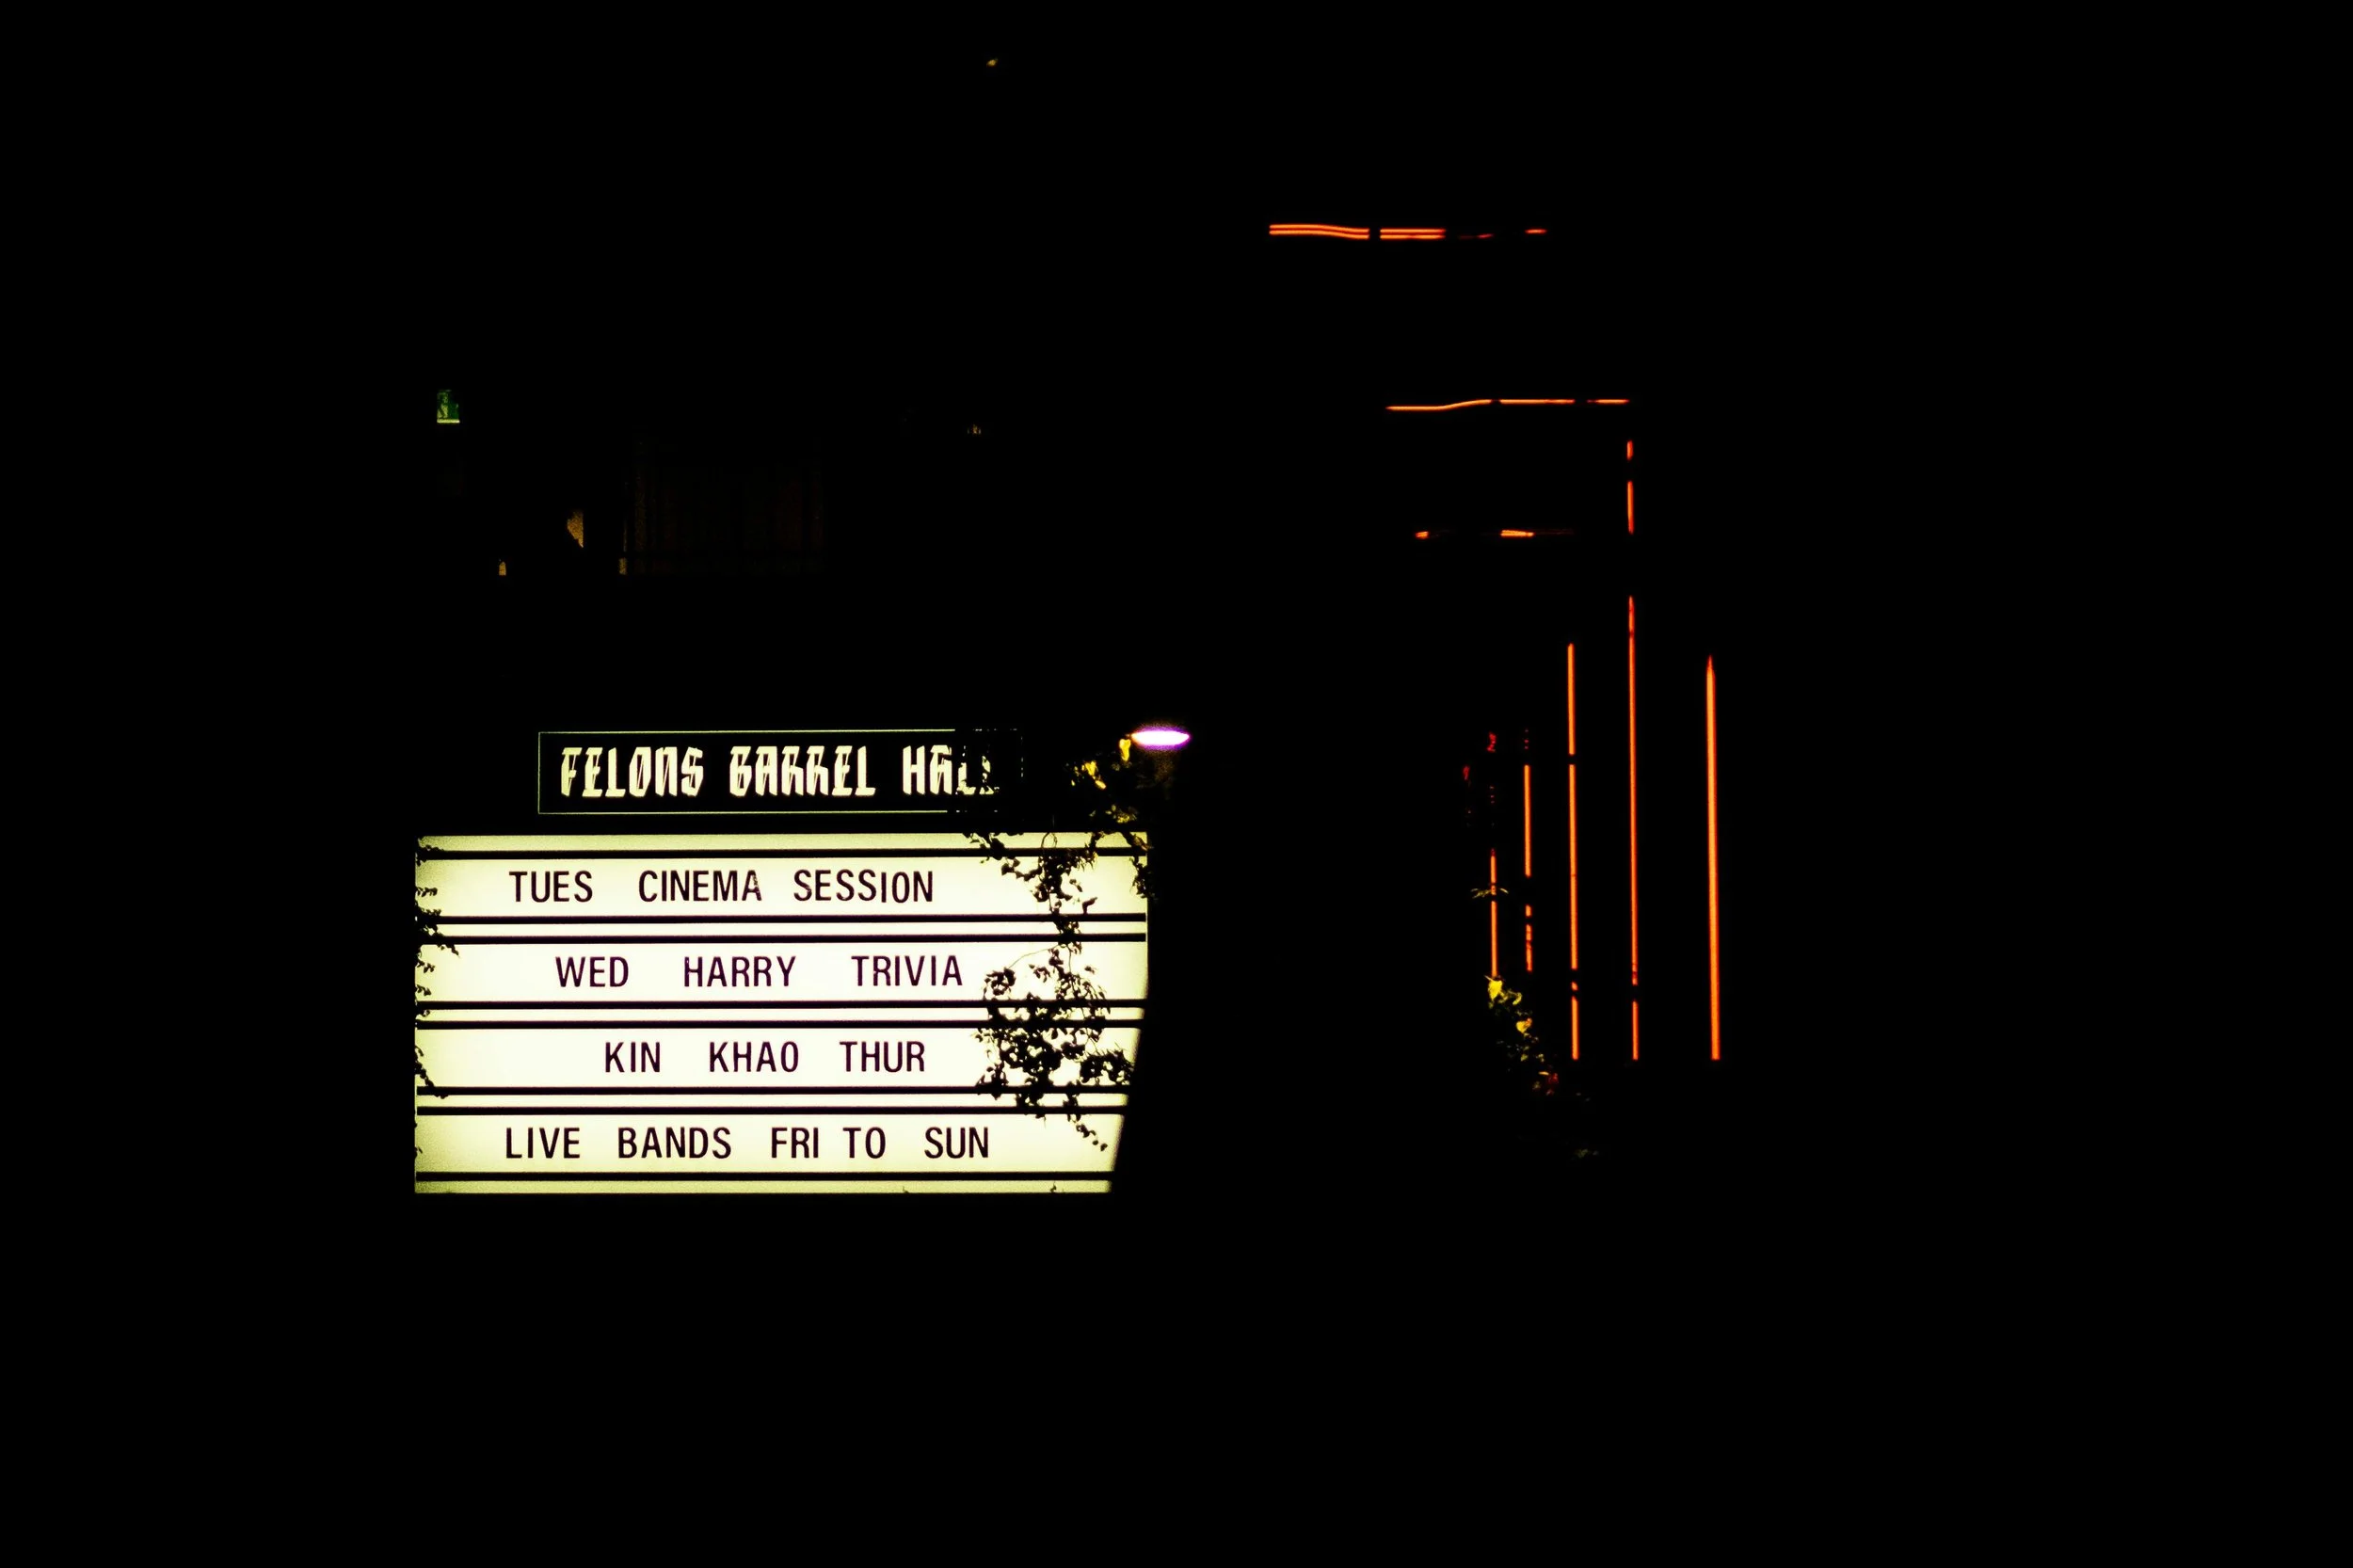 FELONS BARREL HALL
TUES CINEMA SESSION
WED HARRY TRIVIA
KIN KHAO THUR
LIVE BANDS FRI TO SUN